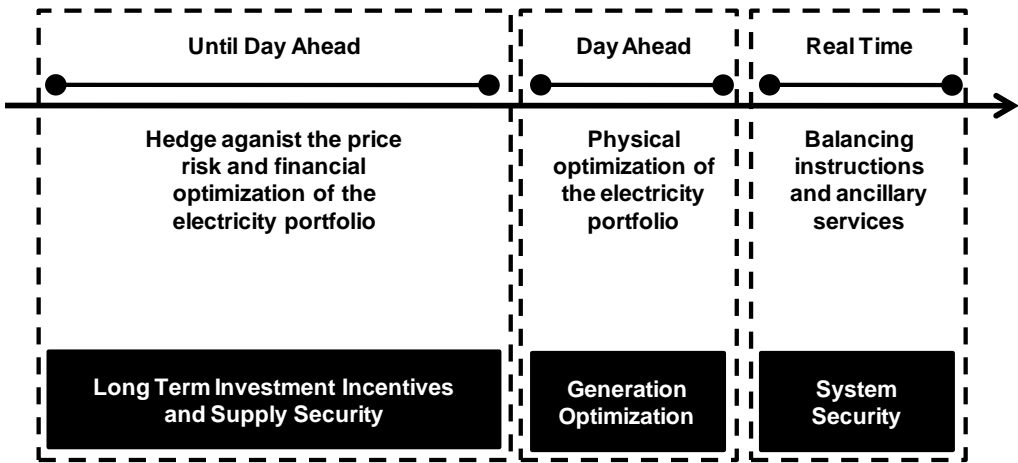 Until Day Ahead
Day Ahead
Real Time
Hedge aganist the price
risk and financial
optimization of the
electricity portfolio
Physical
optimization of
the electricity
portfolio
Balancing
instructions
and ancillary
services
Long Term Investment Incentives
and Supply Security
Generation
Optimization
System
Security